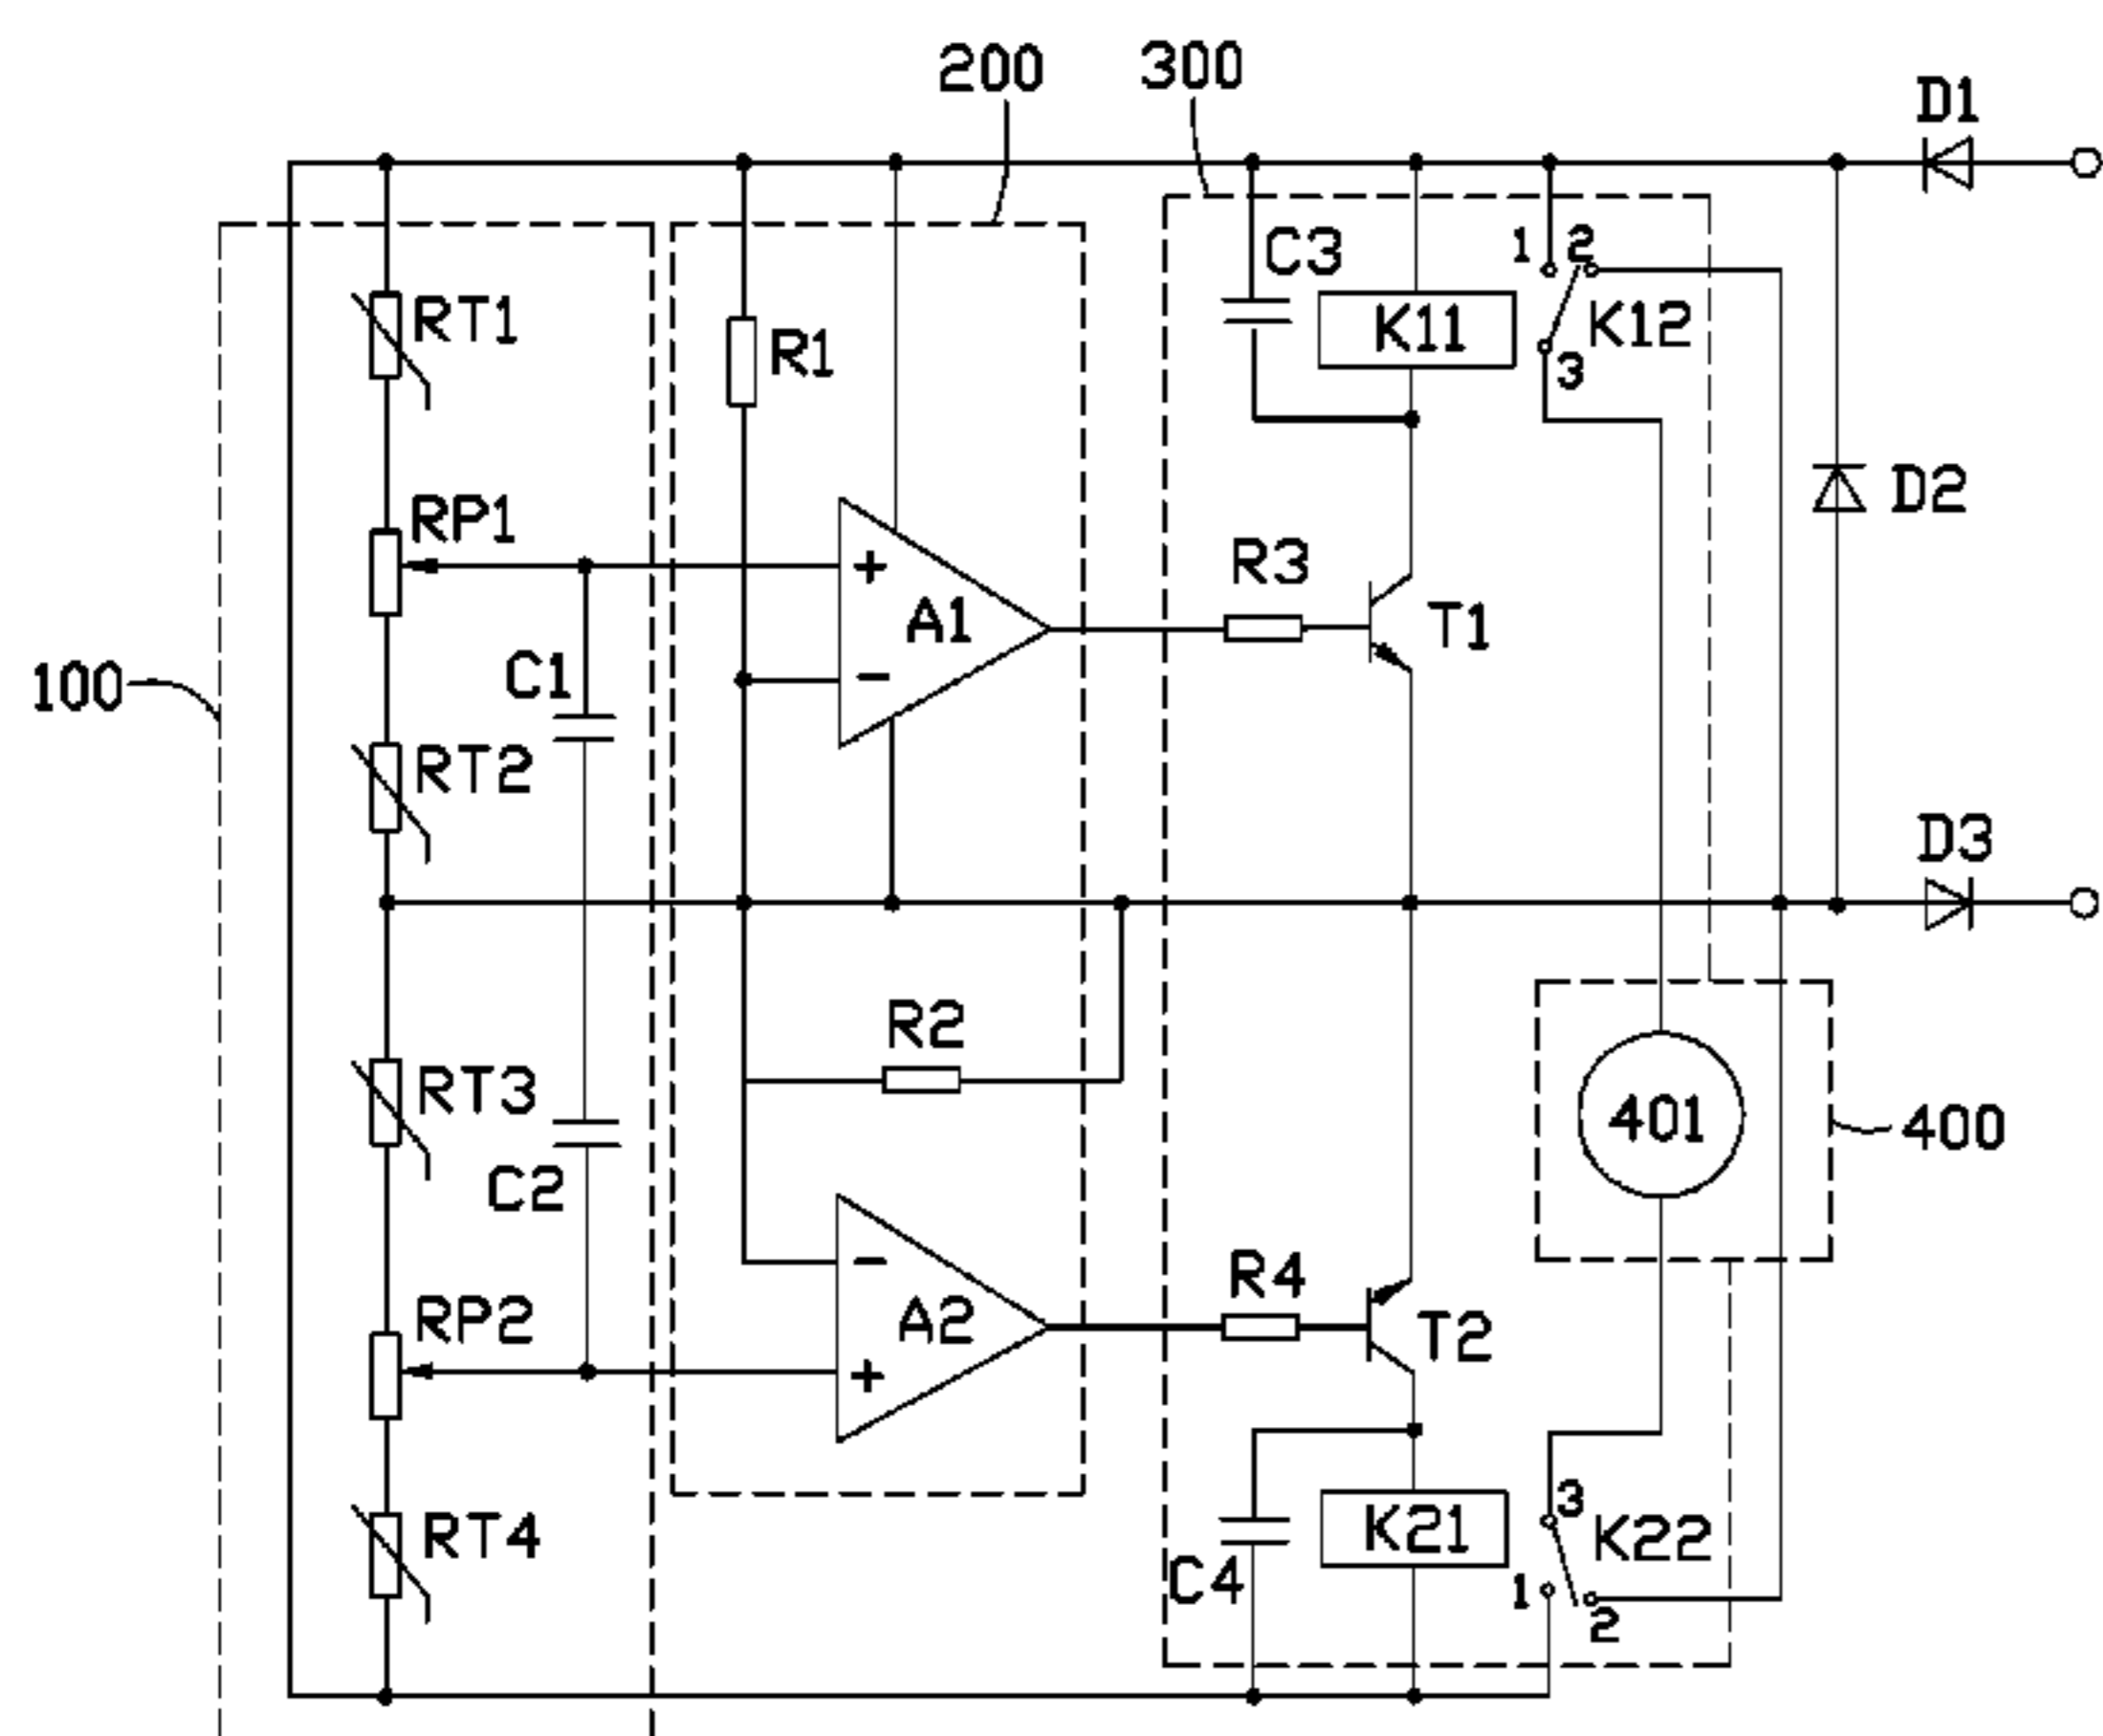 200
300
D1
C3
1
2
RT1
R1
K11
K12
3
RP1
D2
+
R3
A1
T1
C1
-
100
RT2
D3
R2
RT3
401
400
C2
-
R4
RP2
A2
T2
+
3
RT4
K21
K22
C4
1
2